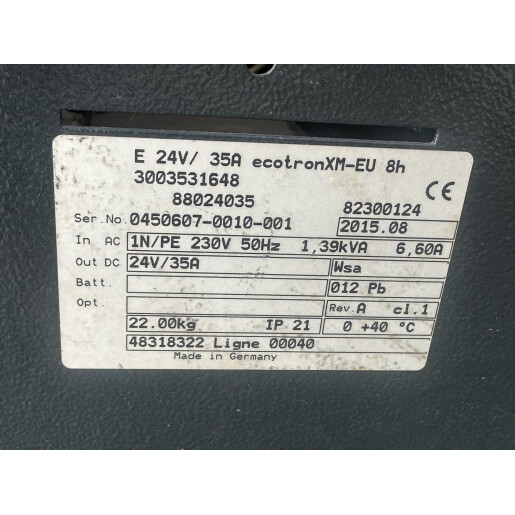 E 24V/ 35A ecotronXM-EU 8h
3003531648
88024035 82300124
CE
Ser.No. 0450607-0010-001 2015.08
In AC 1N/PE 230V 50Hz 1,39kVA 6,60A
Out DC 24V/35A Wsa
Batt. 012 Pb
Opt. Rev.A cl.1
22.00kg IP 21 0 +40 °C
48318322 Ligne 00040
Made in Germany